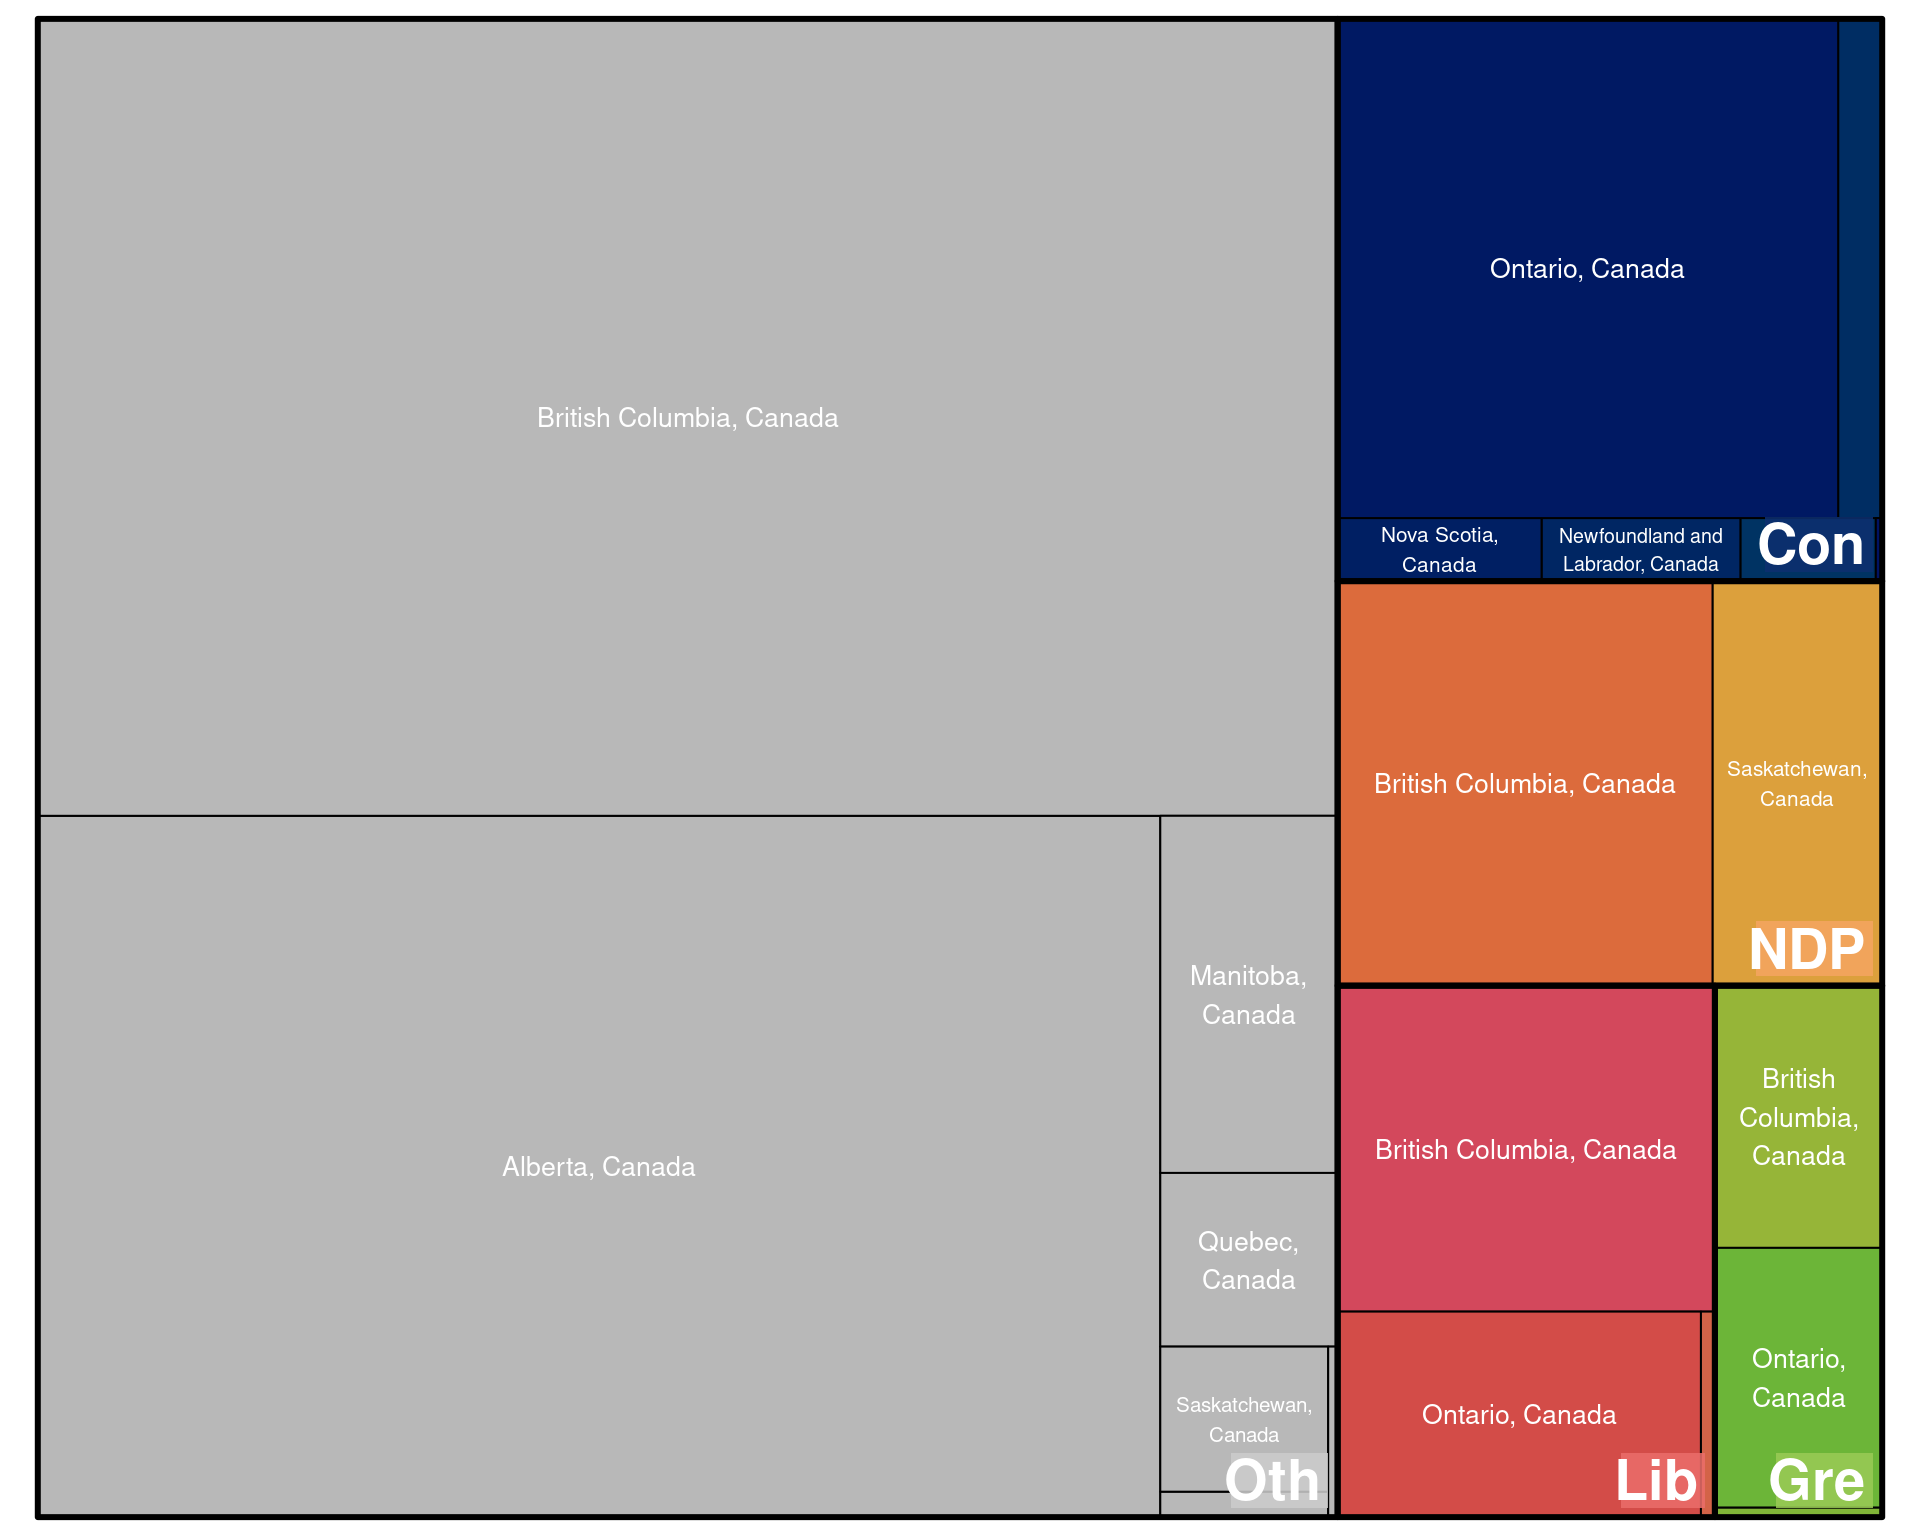 British Columbia, Canada
Alberta, Canada
Manitoba,
Canada
Quebec,
Canada
Saskatchewan,
Canada
Oth
Ontario, Canada
Nova Scotia,
Canada
Newfoundland and
Labrador, Canada
Con
British Columbia, Canada
Saskatchewan,
Canada
NDP
British Columbia, Canada
Ontario, Canada
Lib
British
Columbia,
Canada
Ontario,
Canada
Gre